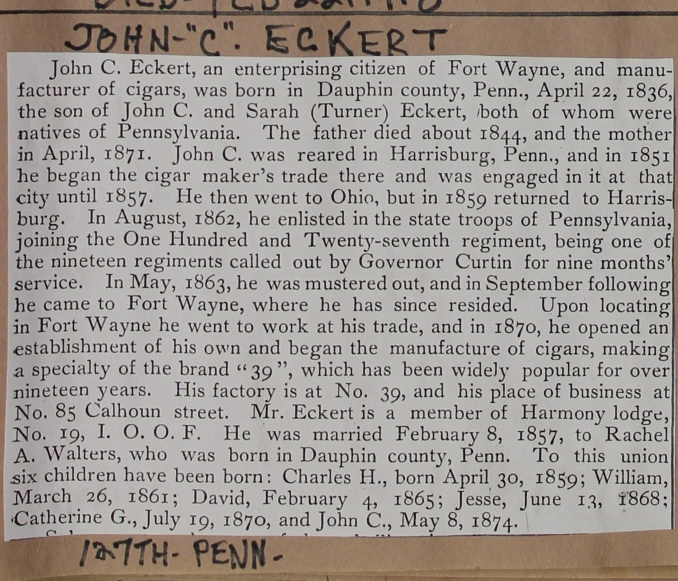 JOHN-"C". ECKERT
John C. Eckert, an enterprising citizen of Fort Wayne, and manu-
facturer of cigars, was born in Dauphin county, Penn., April 22, 1836,
the son of John C. and Sarah (Turner) Eckert, both of whom were
natives of Pennsylvania. The father died about 1844, and the mother
in April, 1871. John C. was reared in Harrisburg, Penn., and in 1851
he began the cigar maker's trade there and was engaged in it at that
city until 1857. He then went to Ohio, but in 1859 returned to Harris-
burg. In August, 1862, he enlisted in the state troops of Pennsylvania,
joining the One Hundred and Twenty-seventh regiment, being one of
the nineteen regiments called out by Governor Curtin for nine months'
service. In May, 1863, he was mustered out, and in September following
he came to Fort Wayne, where he has since resided. Upon locating
in Fort Wayne he went to work at his trade, and in 1870, he opened an
establishment of his own and began the manufacture of cigars, making
a specialty of the brand "39", which has been widely popular for over
nineteen years. His factory is at No. 39, and his place of business at
No. 85 Calhoun street. Mr. Eckert is a member of Harmony lodge,
No. 19, I. O. O. F. He was married February 8, 1857, to Rachel
A. Walters, who was born in Dauphin county, Penn. To this union
six children have been born: Charles H., born April 30, 1859; William,
March 26, 1861; David, February 4, 1865; Jesse, June 13, 1868;
Catherine G., July 19, 1870, and John C., May 8, 1874.
127TH- PENN-